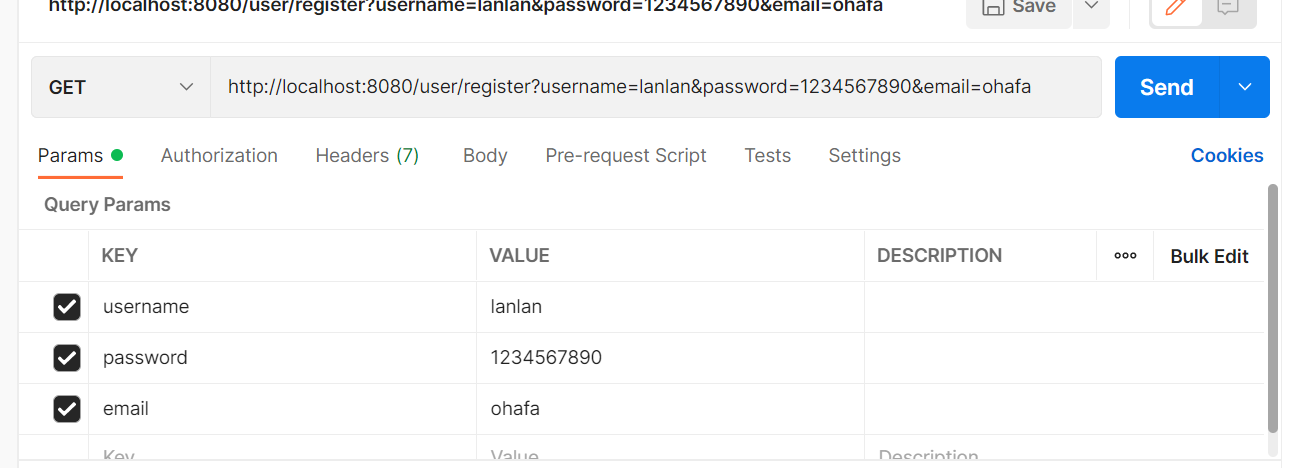 http://localhost:8080/user/register?username=lanlan&password=1234567890&email=ohafa Save
GET http://localhost:8080/user/register?username=lanlan&password=1234567890&email=ohafa Send
Params Authorization Headers (7) Body Pre-request Script Tests Settings Cookies
Query Params
KEY VALUE DESCRIPTION ooo Bulk Edit
username lanlan
password 1234567890
email ohafa
Key Value Description